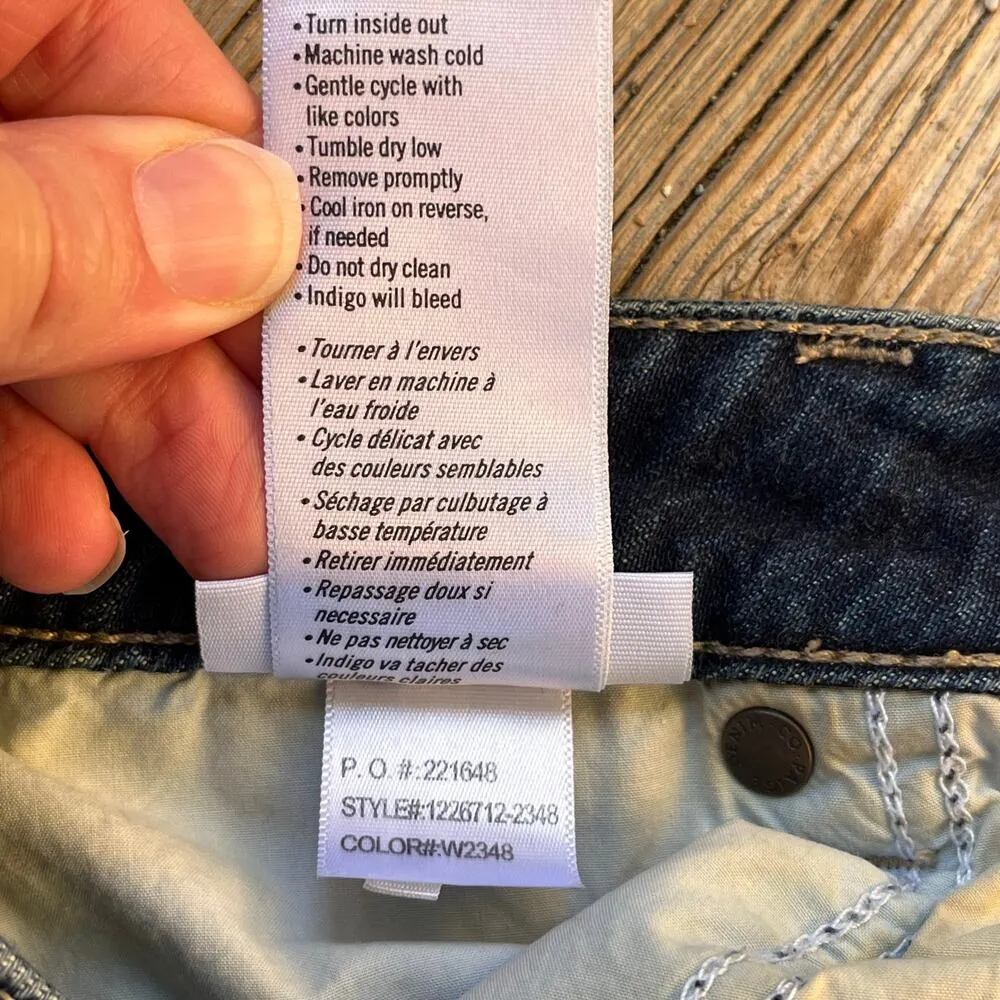 • Turn inside out
• Machine wash cold
• Gentle cycle with
like colors
• Tumble dry low
• Remove promptly
• Cool iron on reverse,
if needed
• Do not dry clean
• Indigo will bleed
• Tourner à l'envers
• Laver en machine à
l'eau froide
• Cycle délicat avec
des couleurs semblables
• Séchage par culbutage à
basse température
• Retirer immédiatement
• Repassage doux si
necessaire
• Ne pas nettoyer à sec
• Indigo va tacher des
couleurs claires
P.O.#:221648
STYLE#:1226712-2348
COLOR#:W2348